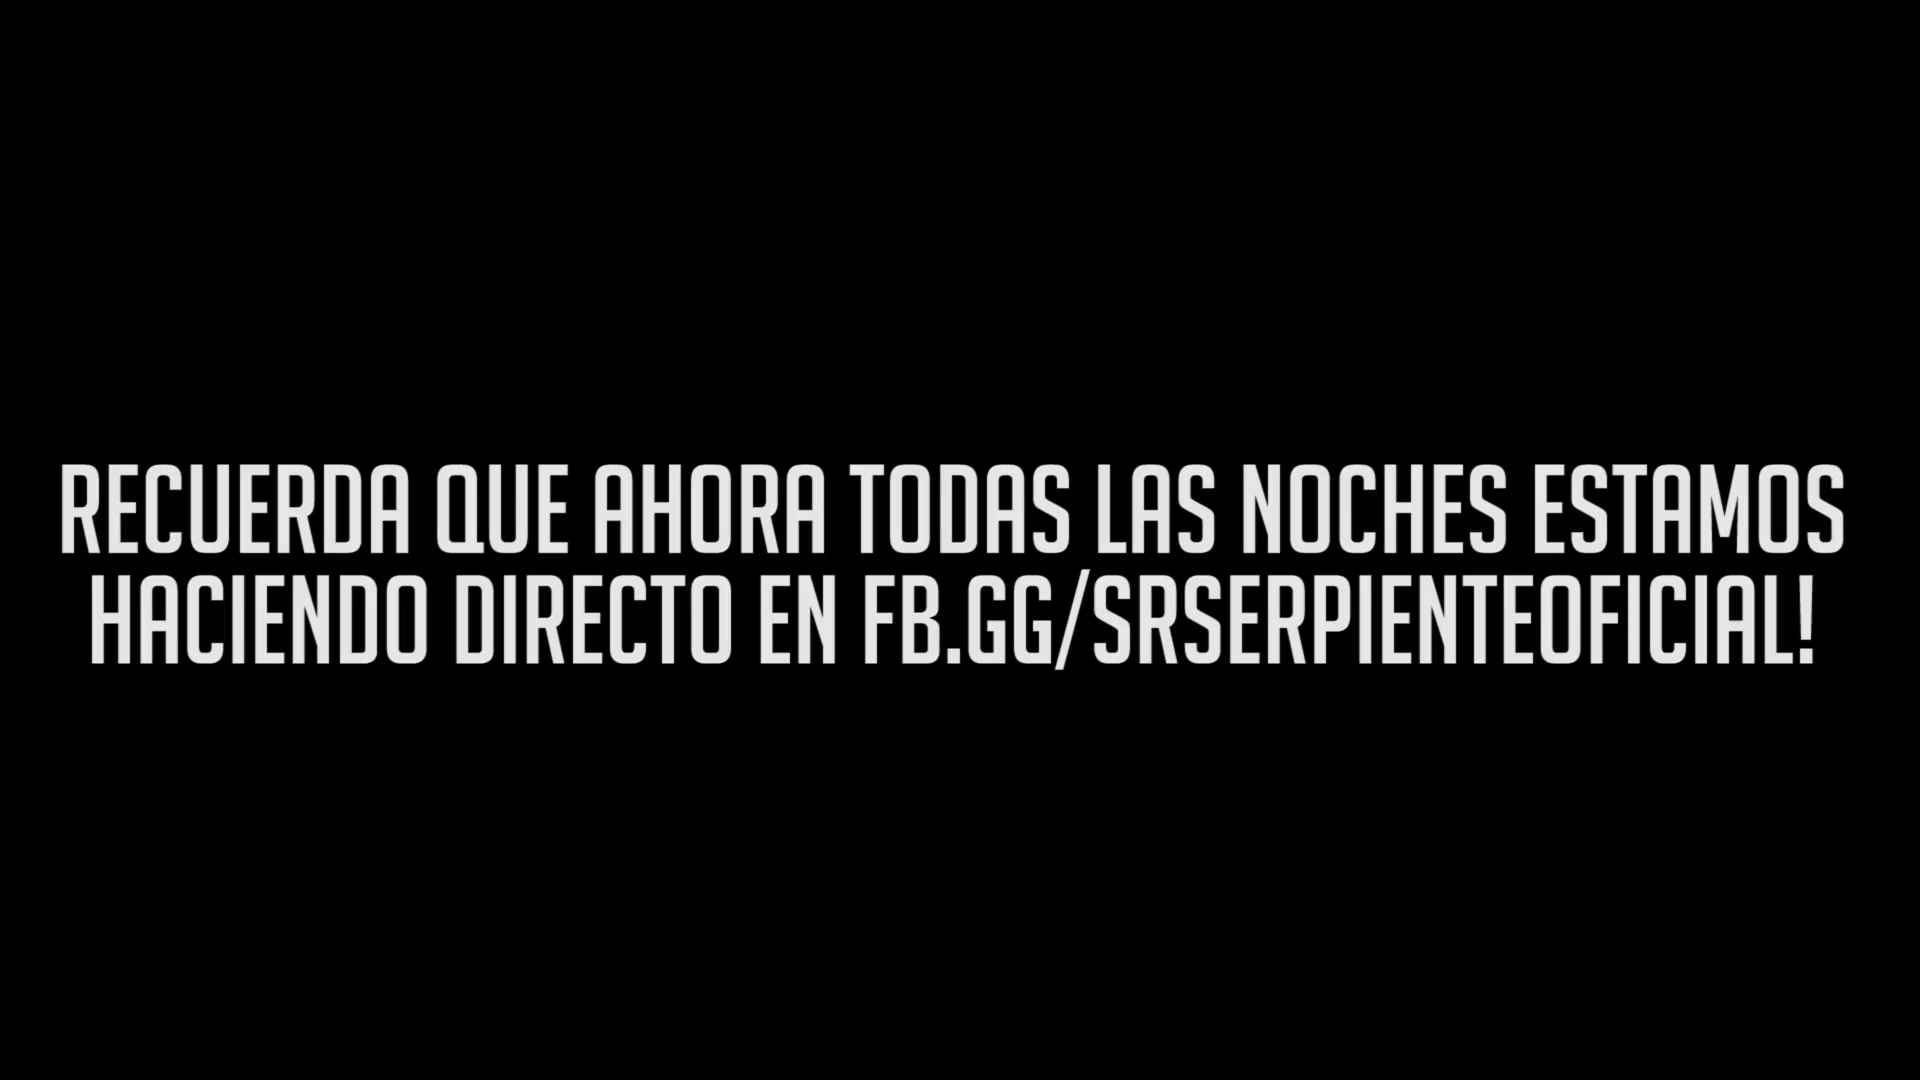 RECUERDA QUE AHORA TODAS LAS NOCHES ESTAMOS
HACIENDO DIRECTO EN FB.GG/SRSERPIENTEOFICIAL!